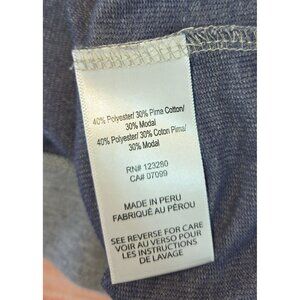 40% Polyester/ 30% Pima Cotton/
30% Modal
40% Polyester/ 30% Coton Pima/
30% Modal
RN# 123280
CA# 07099
MADE IN PERU
FABRIQUÉ AU PÉROU
SEE REVERSE FOR CARE
VOIR AU VERSO POUR
LES INSTRUCTIONS
DE LAVAGE